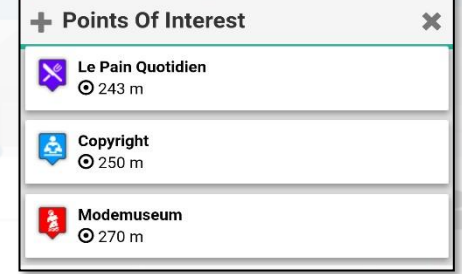 Points Of Interest
Le Pain Quotidien
243 m
Copyright
250 m
Modemuseum
270 m